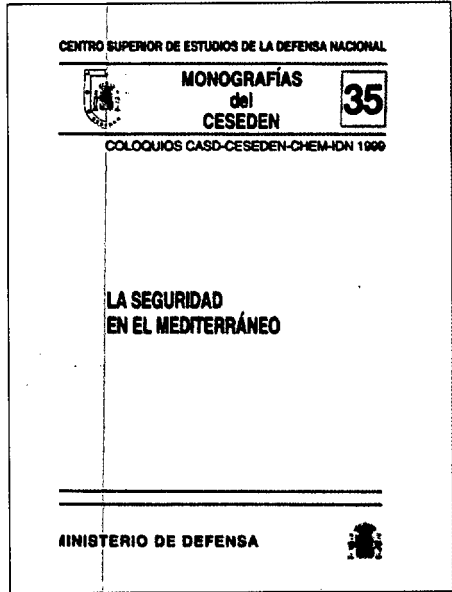 CENTRO SUPERIOR DE ESTUDIOS DE LA DEFENSA NACIONAL
MONOGRAFÍAS
del
CESEDEN
35
COLOQUIOS CASD-CESEDEN-CHEM-IDN 1999
LA SEGURIDAD
EN EL MEDITERRÁNEO
MINISTERIO DE DEFENSA